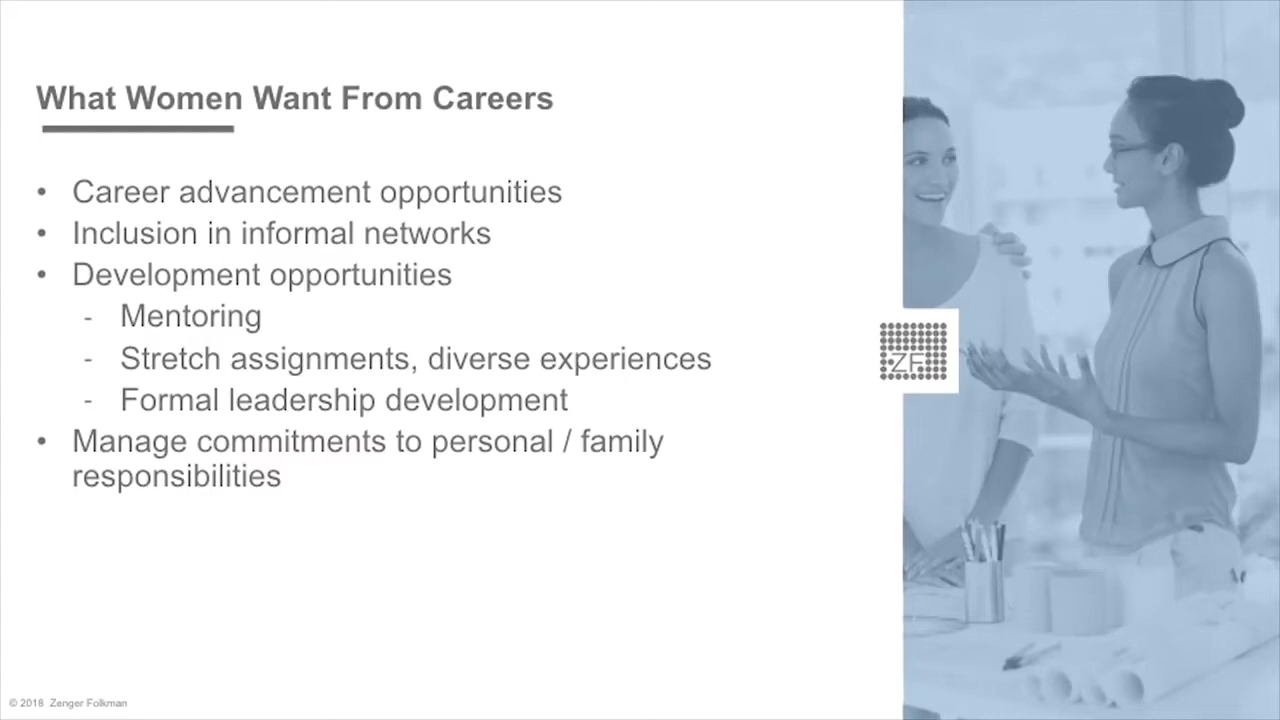 What Women Want From Careers
• Career advancement opportunities
• Inclusion in informal networks
• Development opportunities
- Mentoring
- Stretch assignments, diverse experiences
- Formal leadership development
• Manage commitments to personal / family
responsibilities
ZF
© 2018 Zenger Folkman